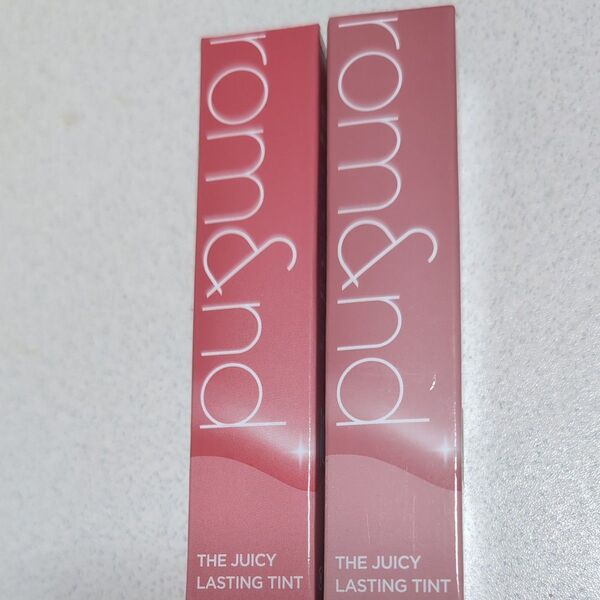 rom&nd
THE JUICY
LASTING TINT
rom&nd
THE JUICY
LASTING TINT